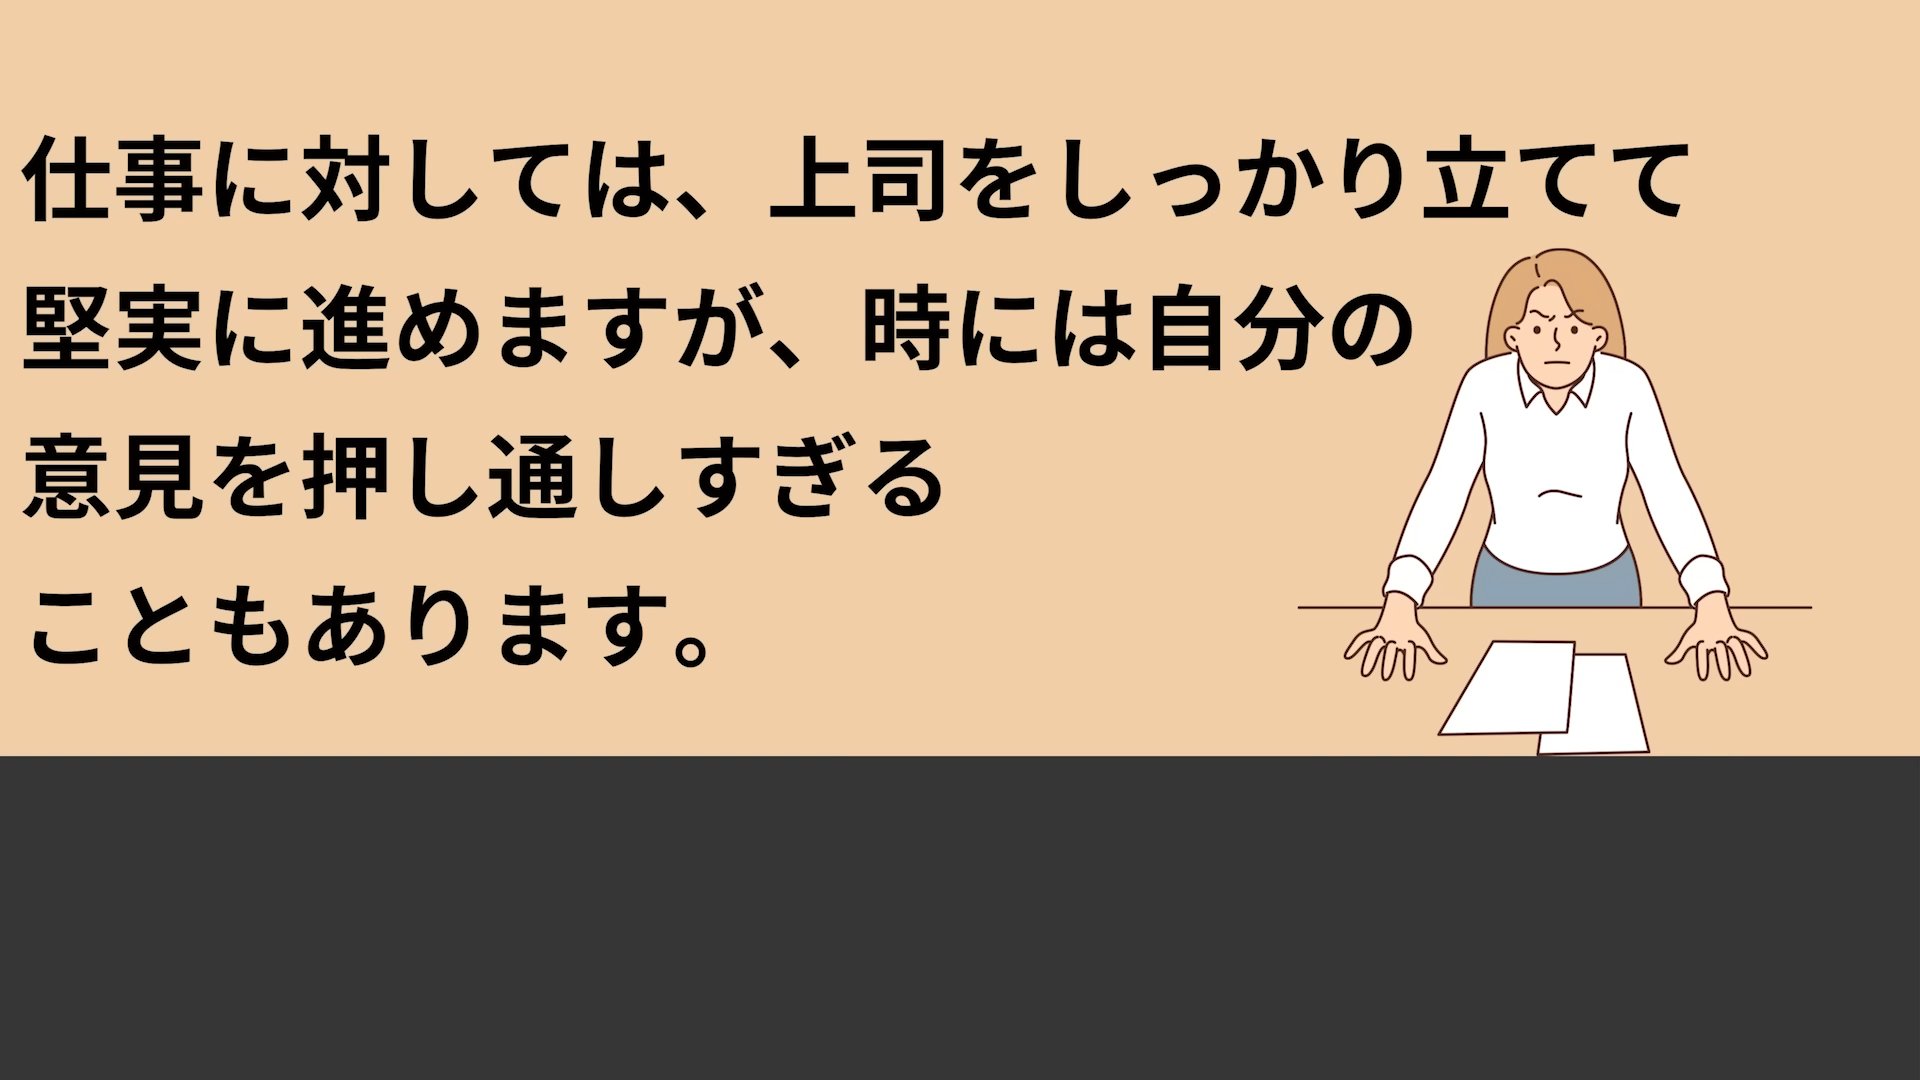 仕事に対しては、上司をしっかり立てて
堅実に進めますが、時には自分の
意見を押し通しすぎる
こともあります。